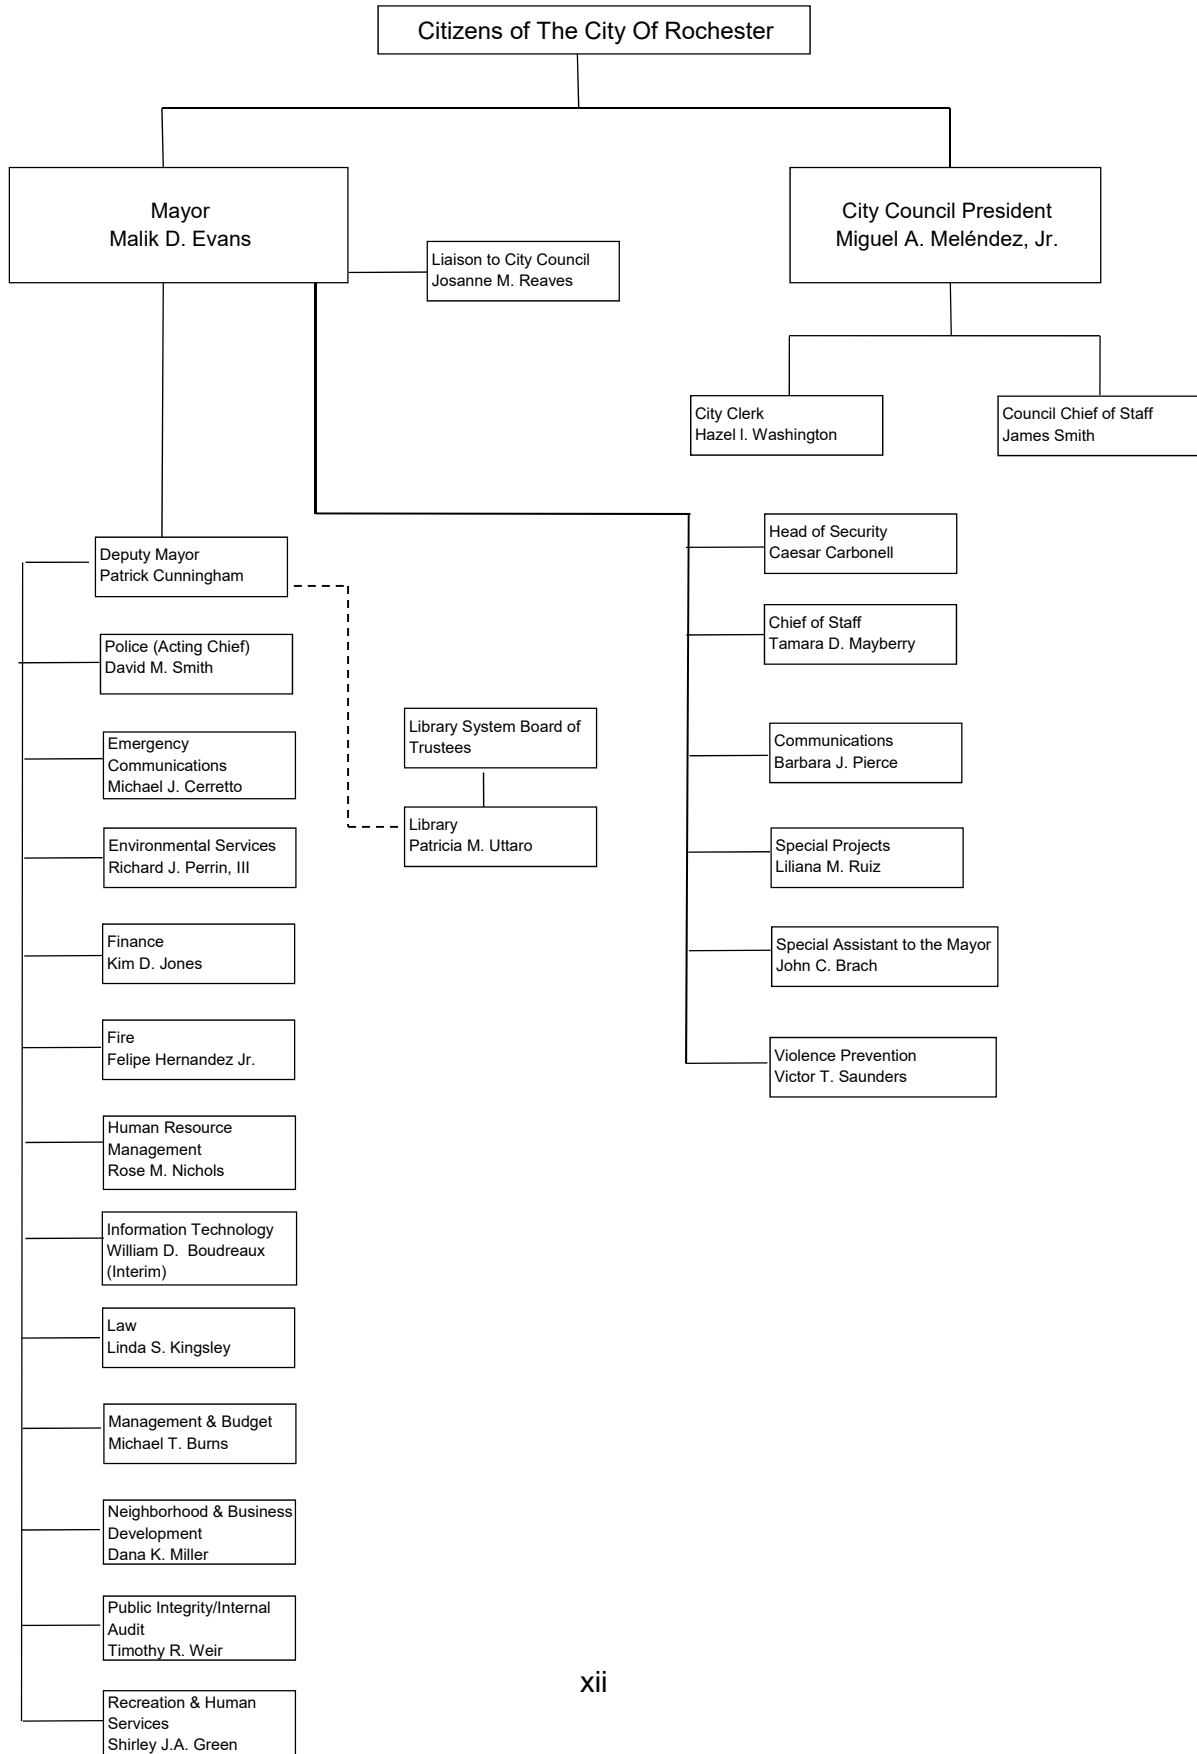 Citizens of The City Of Rochester
Mayor
Malik D. Evans
City Council President
Miguel A. Meléndez, Jr.
Liaison to City Council
Josanne M. Reaves
City Clerk
Hazel I. Washington
Council Chief of Staff
James Smith
Deputy Mayor
Patrick Cunningham
Police (Acting Chief)
David M. Smith
Emergency
Communications
Michael J. Cerretto
Environmental Services
Richard J. Perrin, III
Finance
Kim D. Jones
Fire
Felipe Hernandez Jr.
Human Resource
Management
Rose M. Nichols
Information Technology
William D.  Boudreaux
(Interim)
Law
Linda S. Kingsley
Management & Budget
Michael T. Burns
Neighborhood & Business
Development
Dana K. Miller
Public Integrity/Internal
Audit
Timothy R. Weir
Recreation & Human
Services
Shirley J.A. Green
Library System Board of
Trustees
Library
Patricia M. Uttaro
Head of Security
Caesar Carbonell
Chief of Staff
Tamara D. Mayberry
Communications
Barbara J. Pierce
Special Projects
Liliana M. Ruiz
Special Assistant to the Mayor
John C. Brach
Violence Prevention
Victor T. Saunders
xii